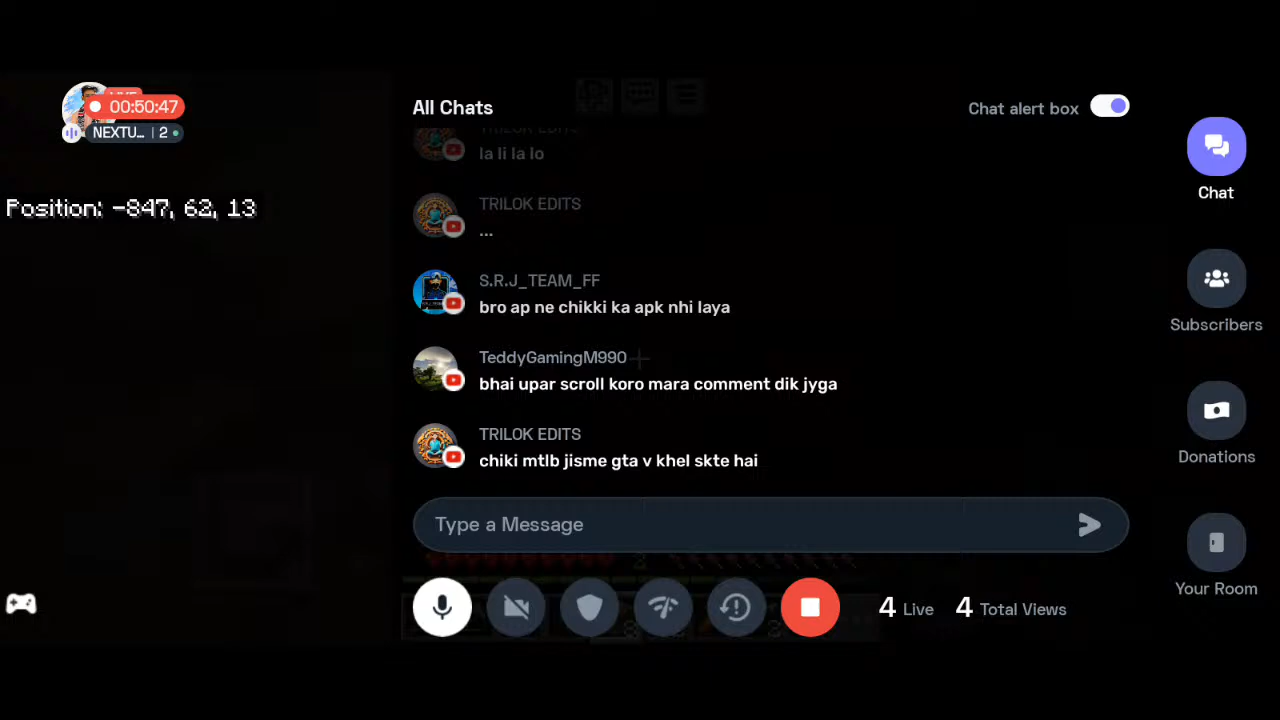 LIVE
00:50:47
NEXTU... | 2
Position: -847, 62, 13
All Chats
Chat alert box
TRILOK EDITS
la li la lo
TRILOK EDITS
...
S.R.J_TEAM_FF
bro ap ne chikki ka apk nhi laya
TeddyGamingM990
bhai upar scroll koro mara comment dik jyga
TRILOK EDITS
chiki mtlb jisme gta v khel skte hai
Type a Message
4 Live 4 Total Views
Chat
Subscribers
Donations
Your Room